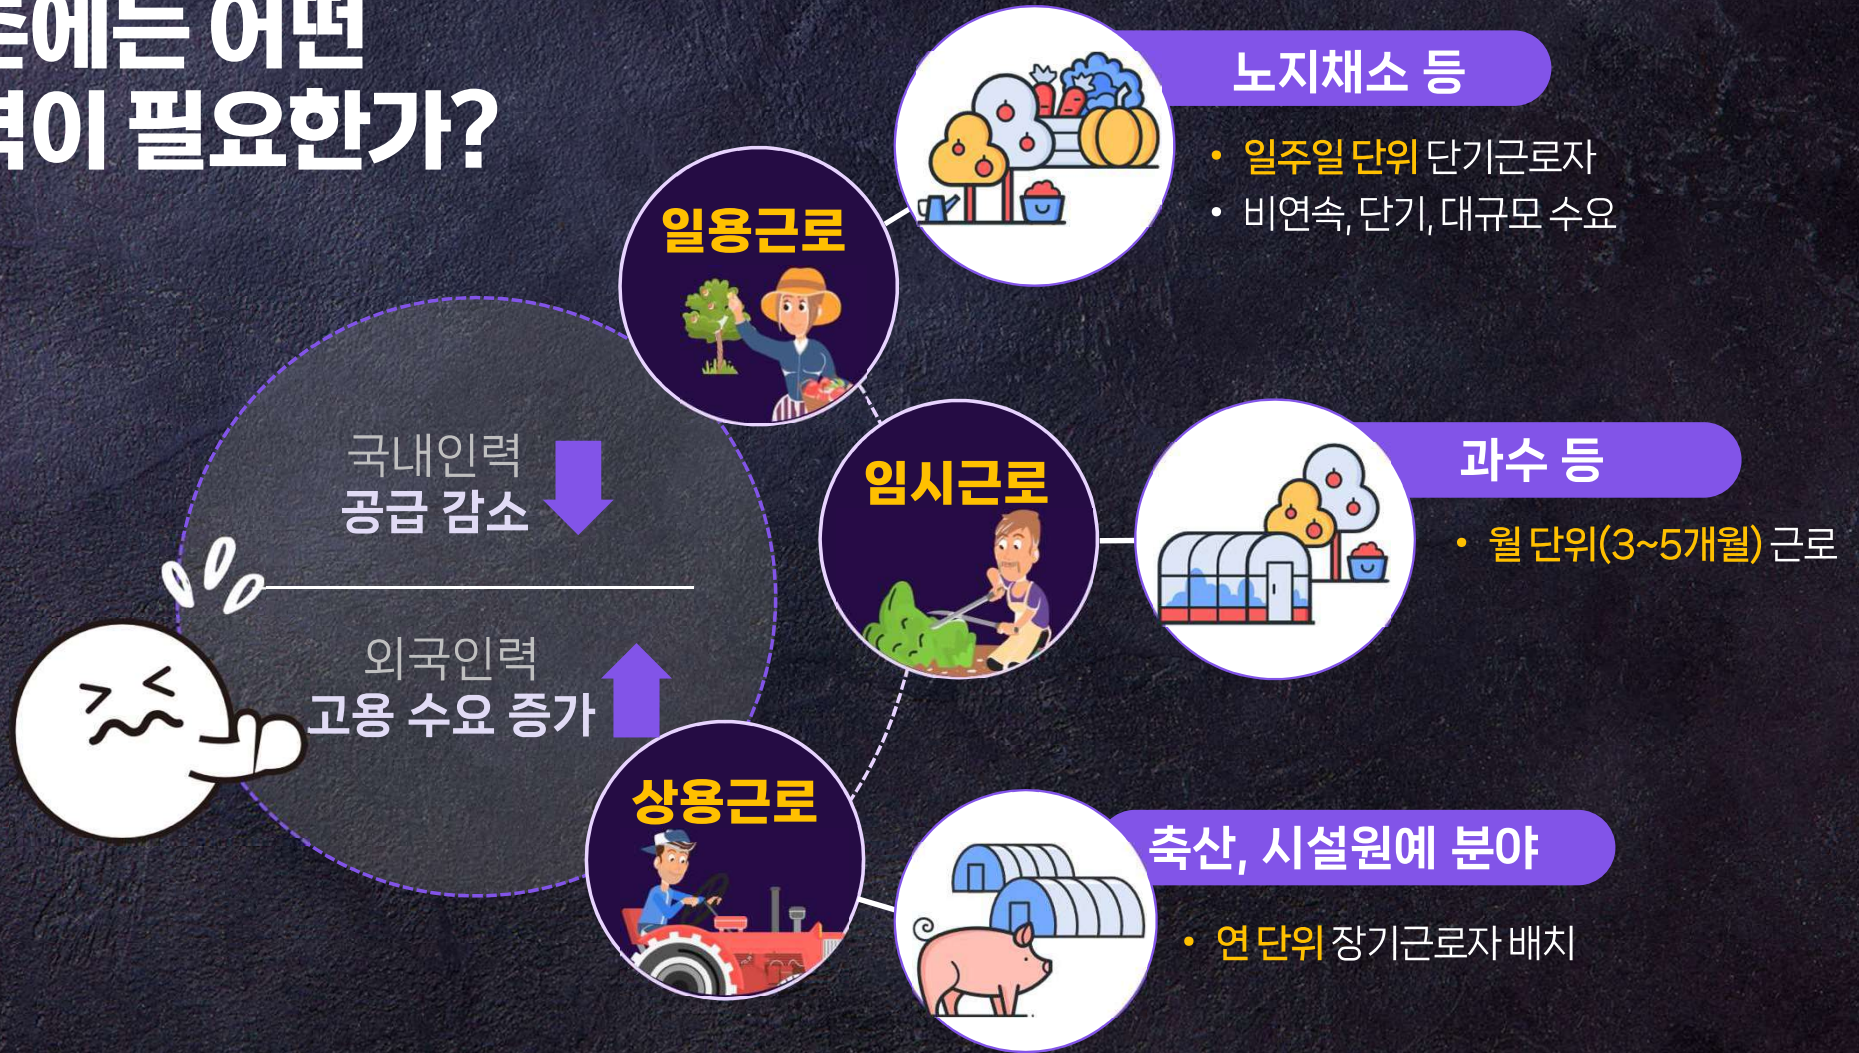 에는 어떤
이 필요한가?
노지채소 등
• 일주일 단위 단기근로자
• 비연속, 단기, 대규모 수요
일용근로
국내인력
공급 감소
외국인력
고용 수요 증가
임시근로
과수 등
• 월 단위(3~5개월) 근로
상용근로
축산, 시설원예 분야
• 연 단위 장기근로자 배치